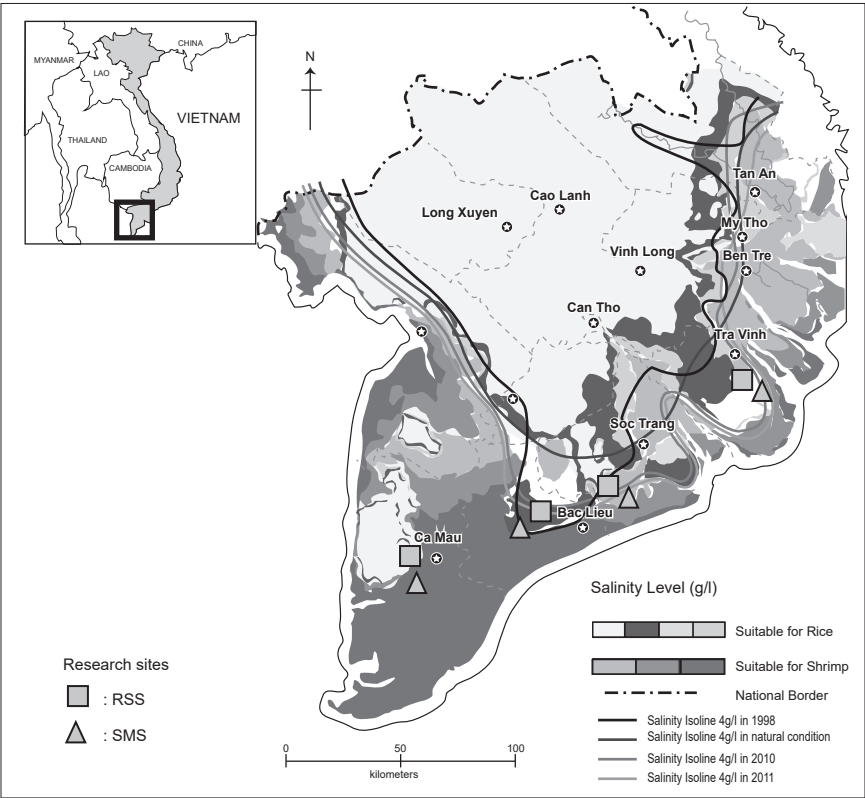 CHINA
MYANMAR
LAO
VIETNAM
THAILAND
CAMBODIA
N
Tan An
Cao Lanh
Long Xuyen
My Tho
Vinh Long
Ben Tre
Can Tho
Tra Vinh
Soc Trang
Bac Lieu
Ca Mau
Salinity Level (g/l)
Suitable for Rice
Suitable for Shrimp
National Border
Salinity Isoline 4g/l in 1998
Salinity Isoline 4g/l in natural condition
Salinity Isoline 4g/l in 2010
Salinity Isoline 4g/l in 2011
Research sites
: RSS
: SMS
0 50 100
kilometers